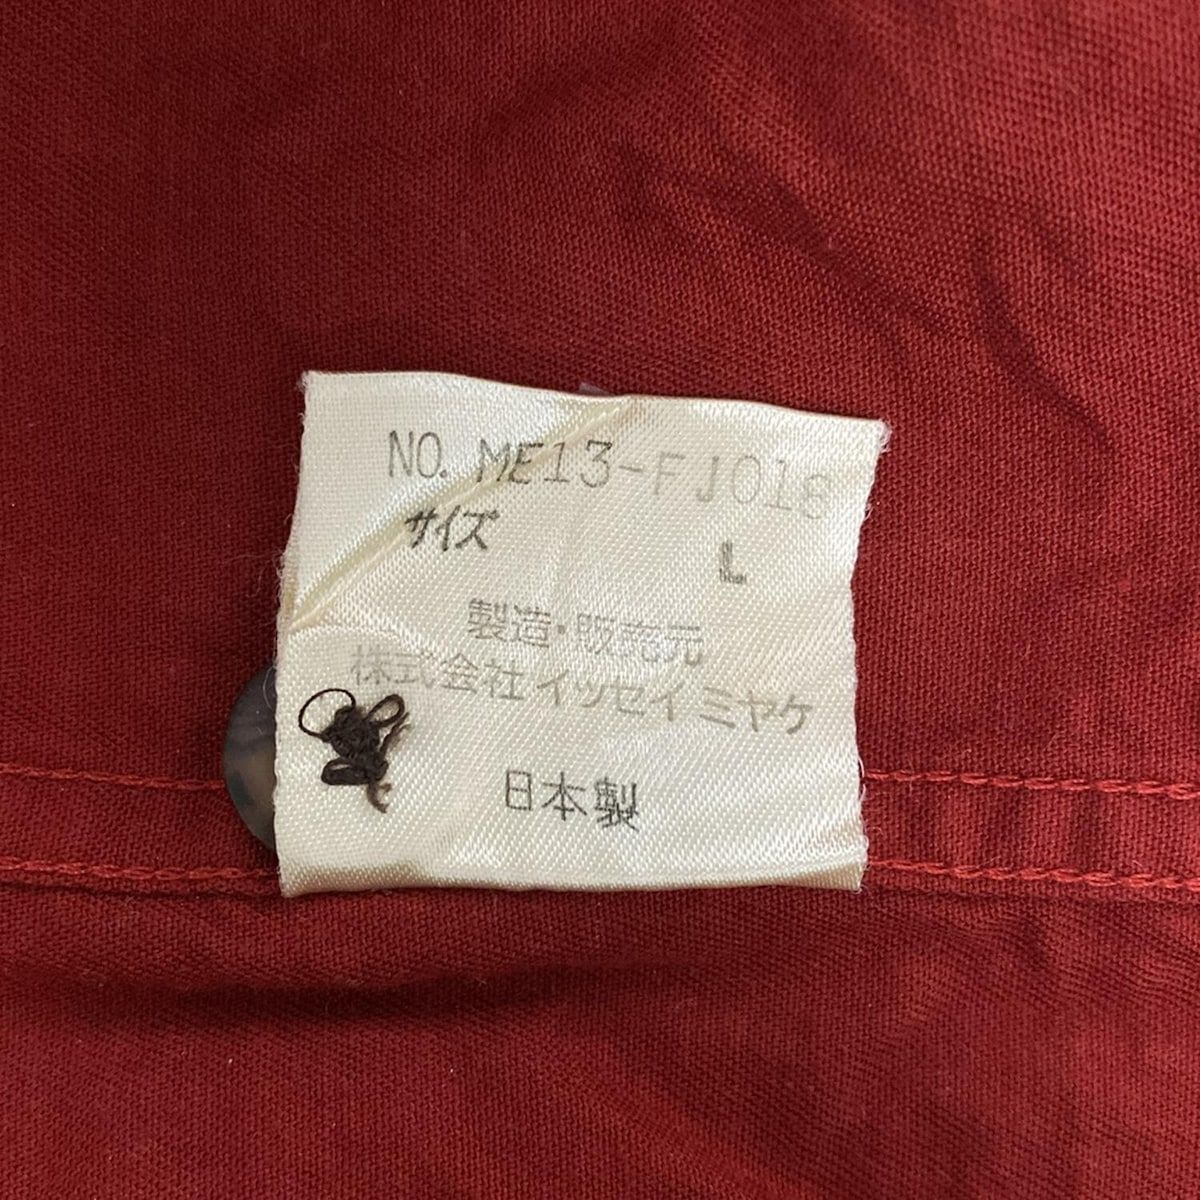 NO. ME13-FJ018
サイズ L
製造・販売元
株式会社イッセイミヤケ
日本製